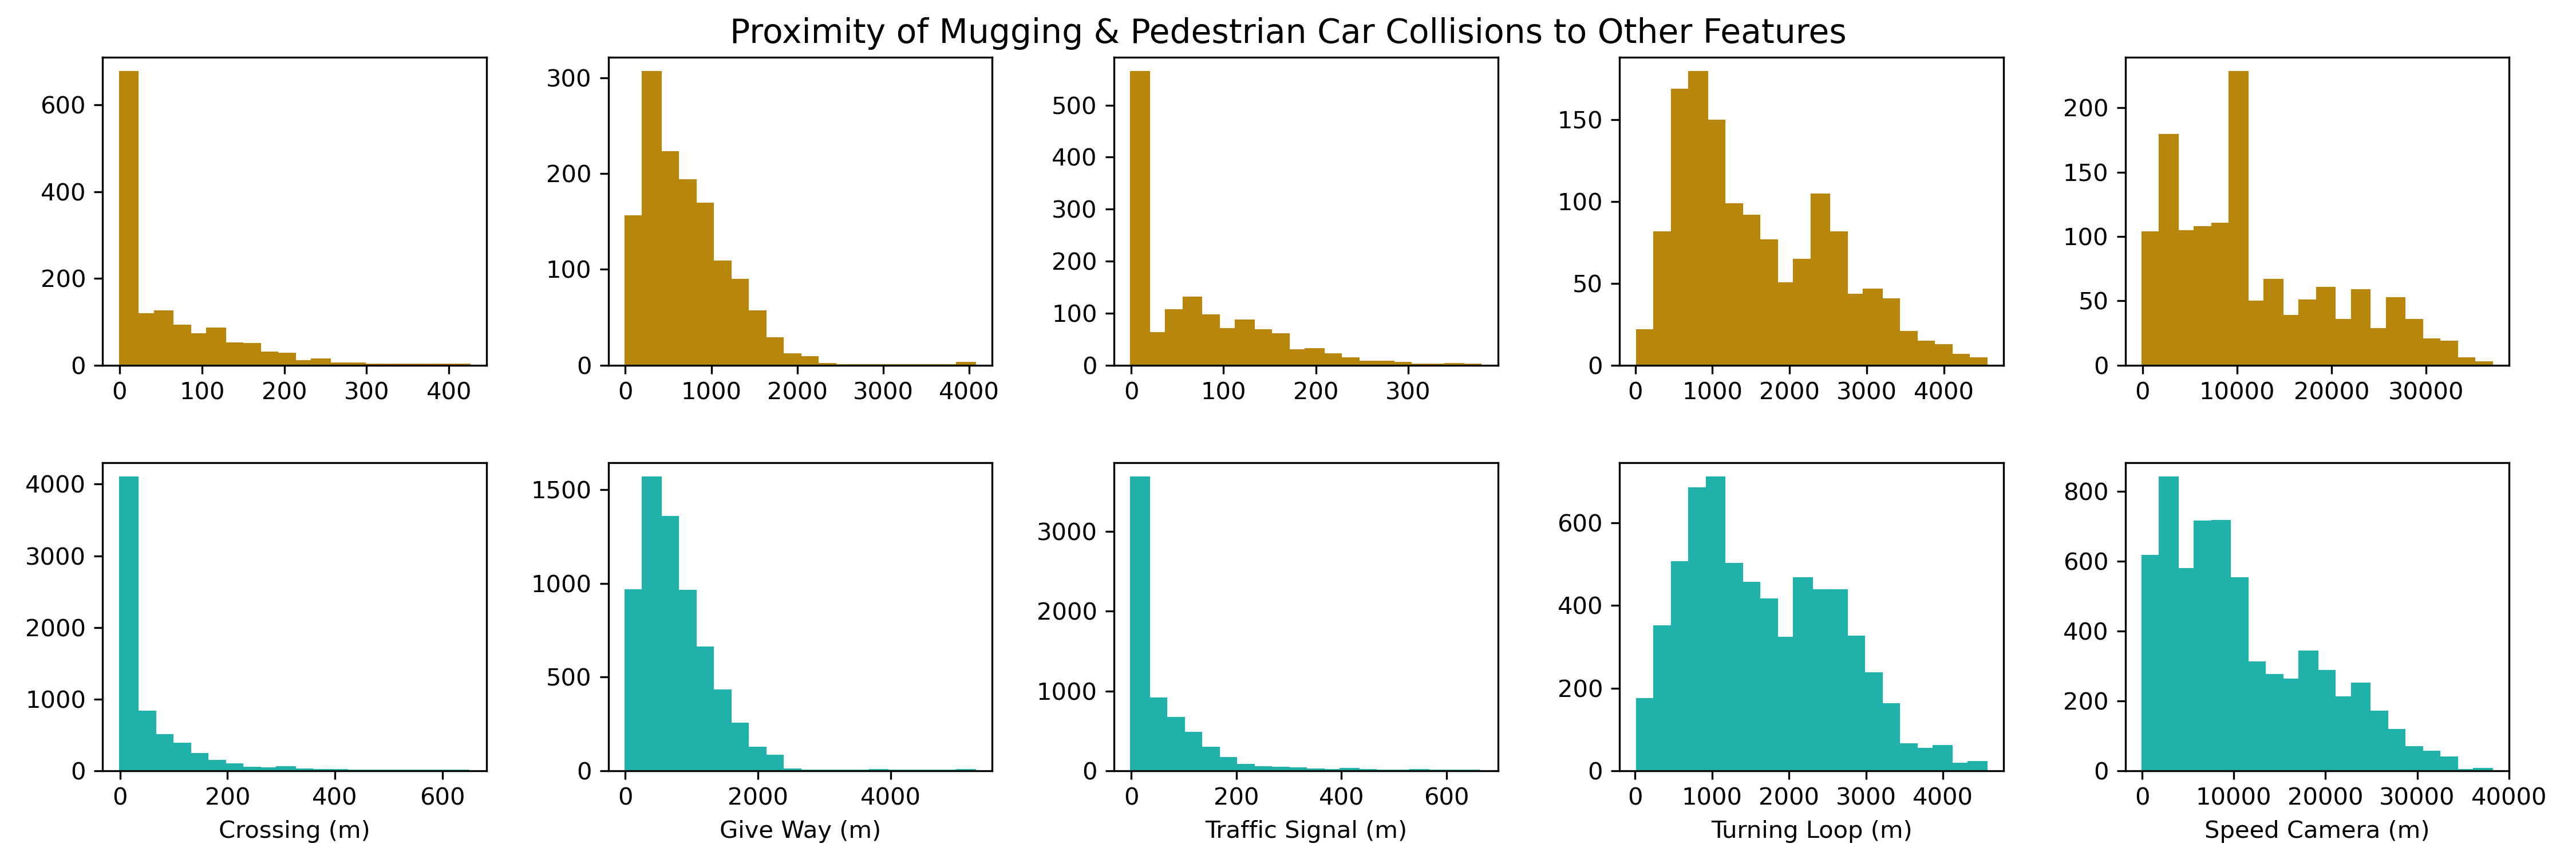 Proximity of Mugging & Pedestrian Car Collisions to Other Features
600
400
200
0
0 100 200 300 400
300
200
100
0
0 1000 2000 3000 4000
500
400
300
200
100
0
0 100 200 300
150
100
50
0
0 1000 2000 3000 4000
200
150
100
50
0
0 10000 20000 30000
4000
3000
2000
1000
0
0 200 400 600
Crossing (m)
1500
1000
500
0
0 2000 4000
Give Way (m)
3000
2000
1000
0
0 200 400 600
Traffic Signal (m)
600
400
200
0
0 1000 2000 3000 4000
Turning Loop (m)
800
600
400
200
0
0 10000 20000 30000 40000
Speed Camera (m)